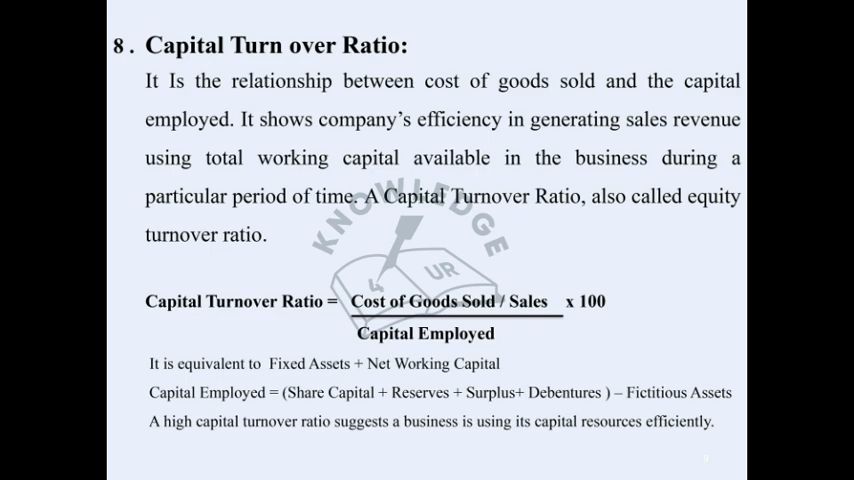 8 . Capital Turn over Ratio:
It Is the relationship between cost of goods sold and the capital
employed. It shows company's efficiency in generating sales revenue
using total working capital available in the business during a
particular period of time. A Capital Turnover Ratio, also called equity
turnover ratio.
KNOWLEDGE
4 UR
Capital Turnover Ratio = Cost of Goods Sold / Sales x 100
Capital Employed
It is equivalent to Fixed Assets + Net Working Capital
Capital Employed = (Share Capital + Reserves + Surplus+ Debentures ) – Fictitious Assets
A high capital turnover ratio suggests a business is using its capital resources efficiently.